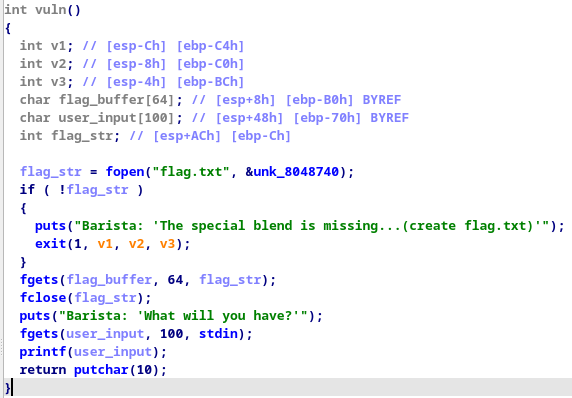 int vuln()
{
  int v1; // [esp-Ch] [ebp-C4h]
  int v2; // [esp-8h] [ebp-C0h]
  int v3; // [esp-4h] [ebp-BCh]
  char flag_buffer[64]; // [esp+8h] [ebp-B0h] BYREF
  char user_input[100]; // [esp+48h] [ebp-70h] BYREF
  int flag_str; // [esp+ACh] [ebp-Ch]

  flag_str = fopen("flag.txt", &unk_8048740);
  if ( !flag_str )
  {
    puts("Barista: 'The special blend is missing...(create flag.txt)'");
    exit(1, v1, v2, v3);
  }
  fgets(flag_buffer, 64, flag_str);
  fclose(flag_str);
  puts("Barista: 'What will you have?'");
  fgets(user_input, 100, stdin);
  printf(user_input);
  return putchar(10);
}